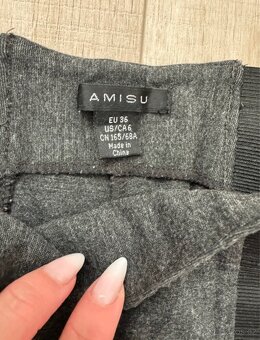 AMISU
EU 36
US/CA 6
CN 165/68A
Made in
China